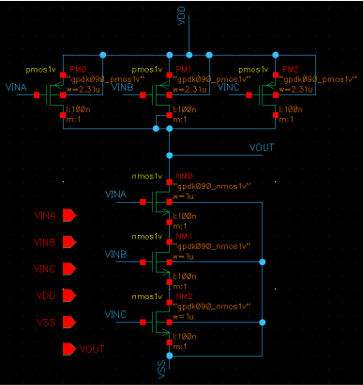 VDD
pmos1v PM0
"gpdk090_pmos1v"
VINA
w=2.31u
l:100n
m:1
pmos1v PM1
"gpdk090_pmos1v"
VINB
w=2.31u
l:100n
m:1
pmos1v PM2
"gpdk090_pmos1v"
VINC
w=2.31u
l:100n
m:1
VOUT
nmos1v NM0
"gpdk090_nmos1v"
VINA
w=1u
l:100n
m:1
nmos1v NM1
"gpdk090_nmos1v"
VINB
w=1u
l:100n
m:1
nmos1v NM2
"gpdk090_nmos1v"
VINC
w=1u
l:100n
m:1
VSS
VINA
VINB
VINC
VDD
VSS
VOUT